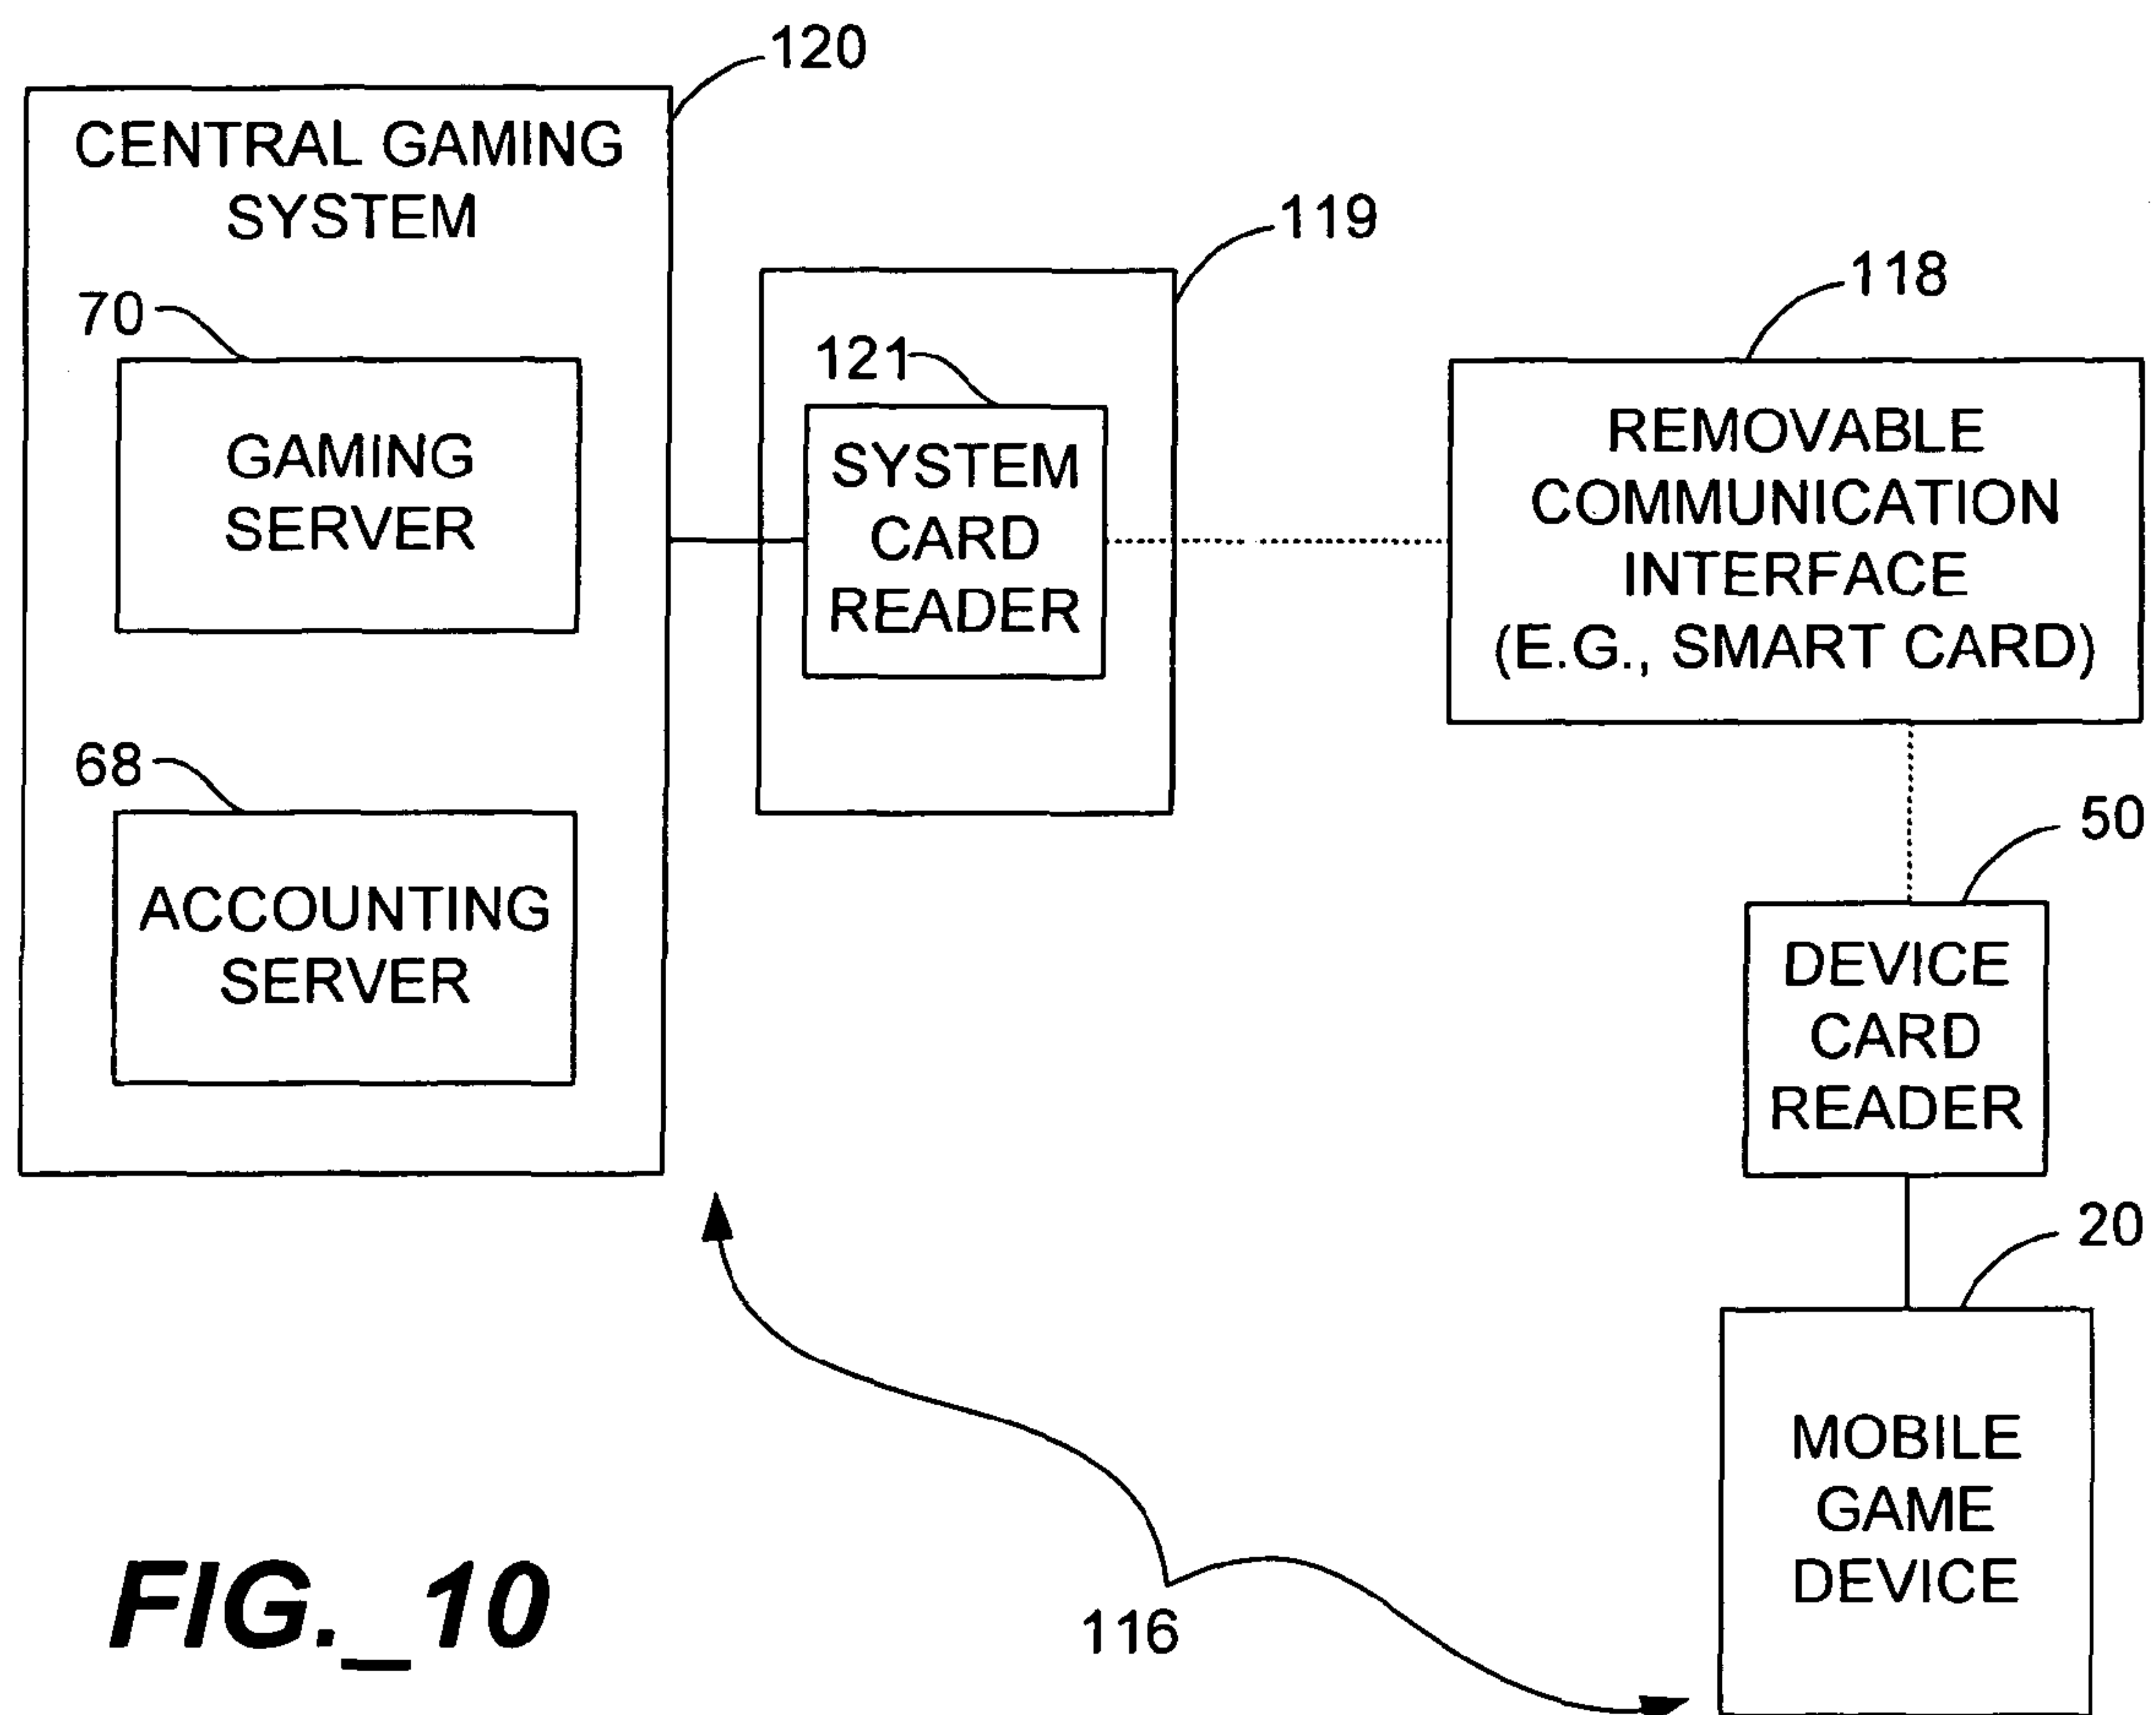 120
CENTRAL GAMING
SYSTEM
119
118
70
121
GAMING
SERVER
SYSTEM
CARD
READER
REMOVABLE
COMMUNICATION
INTERFACE
(E.G., SMART CARD)
68
50
ACCOUNTING
SERVER
DEVICE
CARD
READER
20
MOBILE
GAME
DEVICE
116
FIG._10